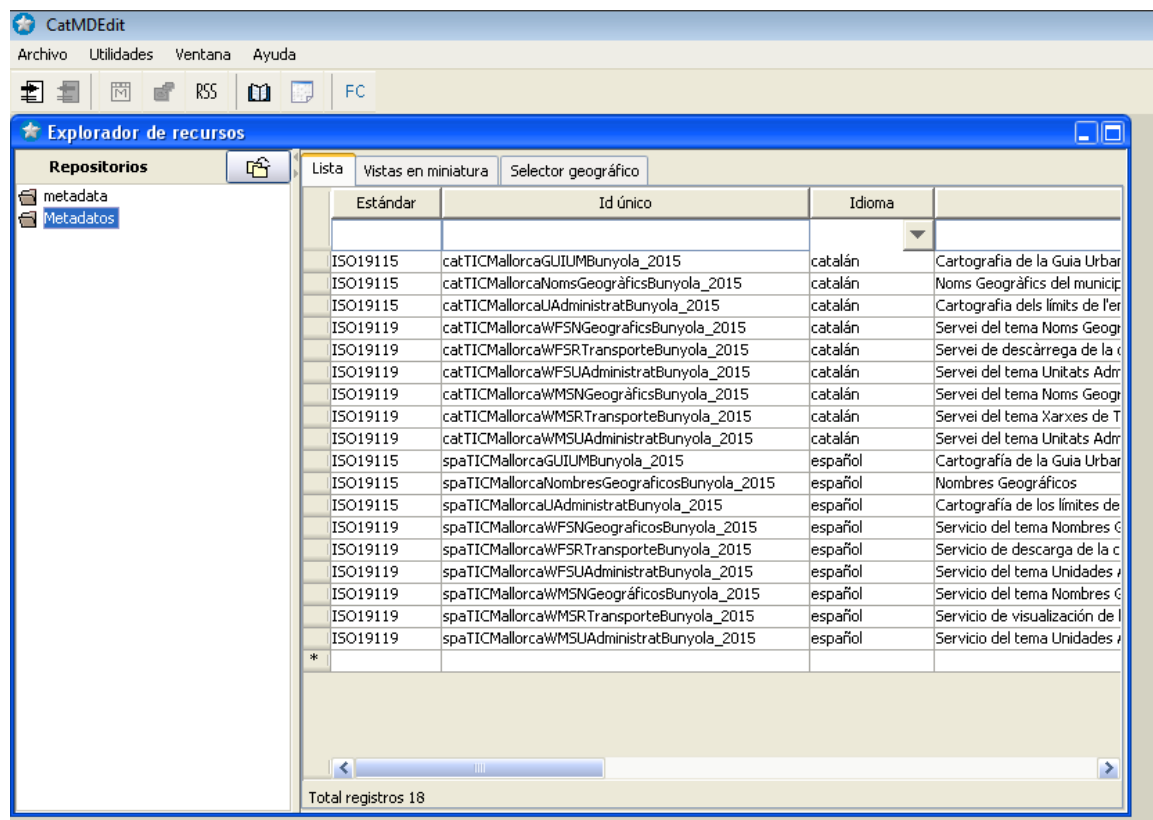 CatMDEdit
Archivo Utilidades Ventana Ayuda
M RSS FC
Explorador de recursos
Repositorios
metadata
Metadatos
Lista Vistas en miniatura Selector geográfico
Estándar Id único Idioma
ISO19115 catTICMallorcaGUIUMBunyola_2015 catalán Cartografia de la Guia Urbar
ISO19115 catTICMallorcaNomsGeogràficsBunyola_2015 catalán Noms Geogràfics del municip
ISO19115 catTICMallorcaUAdministratBunyola_2015 catalán Cartografia dels límits de l'er
ISO19119 catTICMallorcaWFSNGeograficsBunyola_2015 catalán Servei del tema Noms Geogr
ISO19119 catTICMallorcaWFSRTransporteBunyola_2015 catalán Servei de descàrrega de la c
ISO19119 catTICMallorcaWFSUAdministratBunyola_2015 catalán Servei del tema Unitats Adm
ISO19119 catTICMallorcaWMSNGeogràficsBunyola_2015 catalán Servei del tema Noms Geogr
ISO19119 catTICMallorcaWMSRTransporteBunyola_2015 catalán Servei del tema Xarxes de T
ISO19119 catTICMallorcaWMSUAdministratBunyola_2015 catalán Servei del tema Unitats Adm
ISO19115 spaTICMallorcaGUIUMBunyola_2015 español Cartografía de la Guia Urbar
ISO19115 spaTICMallorcaNombresGeograficosBunyola_2015 español Nombres Geográficos
ISO19115 spaTICMallorcaUAdministratBunyola_2015 español Cartografía de los límites de
ISO19119 spaTICMallorcaWFSNGeograficosBunyola_2015 español Servicio del tema Nombres G
ISO19119 spaTICMallorcaWFSRTransporteBunyola_2015 español Servicio de descarga de la c
ISO19119 spaTICMallorcaWFSUAdministratBunyola_2015 español Servicio del tema Unidades
ISO19119 spaTICMallorcaWMSNGeográficosBunyola_2015 español Servicio del tema Nombres G
ISO19119 spaTICMallorcaWMSRTransporteBunyola_2015 español Servicio de visualización de l
ISO19119 spaTICMallorcaWMSUAdministratBunyola_2015 español Servicio del tema Unidades
*
Total registros 18